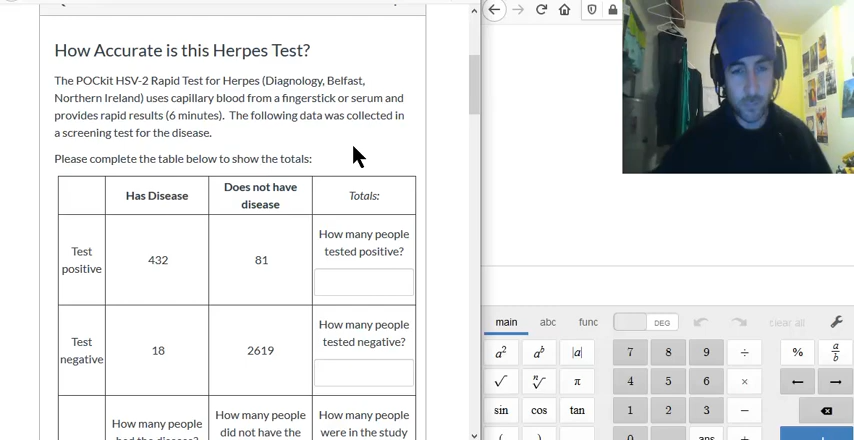 How Accurate is this Herpes Test?
The POCkit HSV-2 Rapid Test for Herpes (Diagnology, Belfast,
Northern Ireland) uses capillary blood from a fingerstick or serum and
provides rapid results (6 minutes). The following data was collected in
a screening test for the disease.
Please complete the table below to show the totals:
Has Disease
Does not have
disease
Totals:
Test
positive
432
81
How many people
tested positive?
Test
negative
18
2619
How many people
tested negative?
How many people
had the disease?
How many people
did not have the
How many people
were in the study
main abc func DEG clear all
a² aᵇ |a| 7 8 9 ÷ % a/b
√ ⁿ√ π 4 5 6 × ← →
sin cos tan 1 2 3 −
( ) 0 . ans +